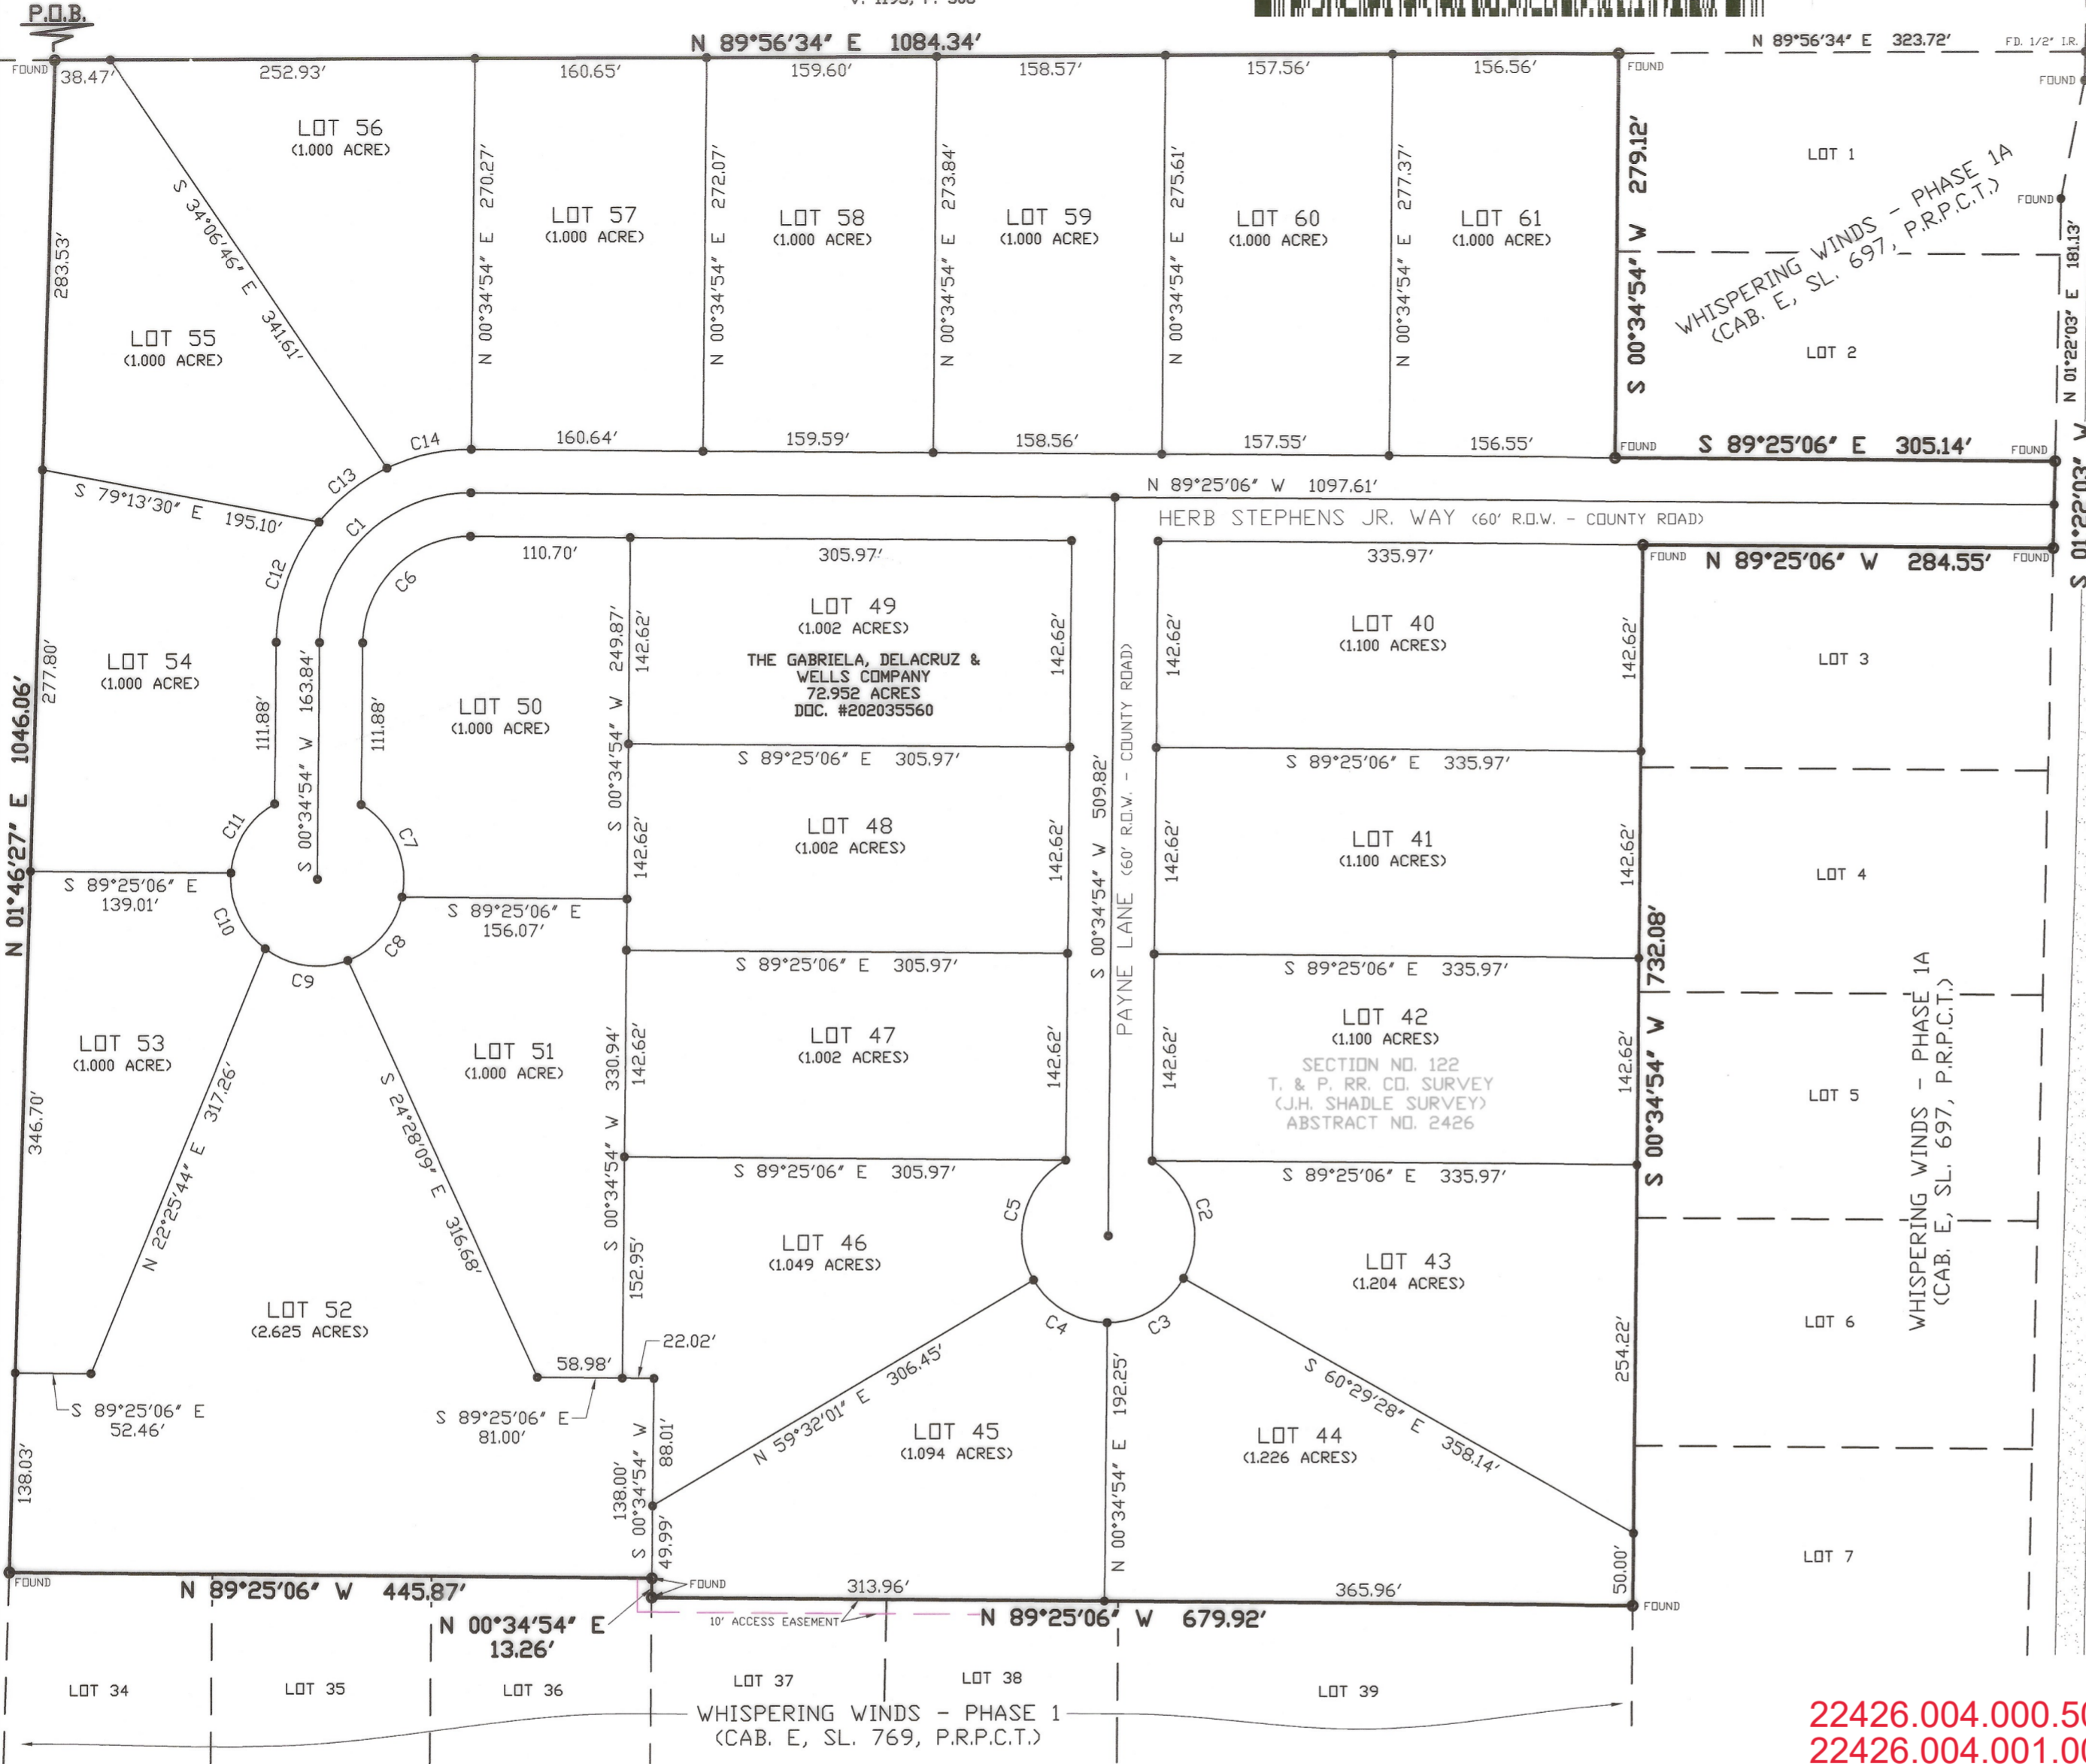 P.O.B.
N 89°56'34" E 1084.34'
N 89°56'34" E 323.72'
FD. 1/2" I.R.
FOUND
38.47'
252.93'
160.65'
159.60'
158.57'
157.56'
156.56'
FOUND
FOUND
LOT 56
(1.000 ACRE)
LOT 57
(1.000 ACRE)
LOT 58
(1.000 ACRE)
LOT 59
(1.000 ACRE)
LOT 60
(1.000 ACRE)
LOT 61
(1.000 ACRE)
S 34°06'46" E 341.61'
N 00°34'54" E 270.27'
N 00°34'54" E 272.07'
N 00°34'54" E 273.84'
N 00°34'54" E 275.61'
N 00°34'54" E 277.37'
S 00°34'54" W 279.12'
LOT 1
WHISPERING WINDS - PHASE 1A
(CAB. E, SL. 697, P.R.P.C.T.)
FOUND
N 01°22'03" E 181.13'
LOT 2
283.53'
LOT 55
(1.000 ACRE)
C14
160.64'
159.59'
158.56'
157.55'
156.55'
FOUND
S 89°25'06" E 305.14'
FOUND
S 01°22'03" W
S 79°13'30" E 195.10'
C13
C1
N 89°25'06" W 1097.61'
HERB STEPHENS JR. WAY (60' R.O.W. - COUNTY ROAD)
C12
C6
110.70'
305.97'
335.97'
FOUND
N 89°25'06" W 284.55'
FOUND
LOT 54
(1.000 ACRE)
277.80'
N 01°46'27" E 1046.06'
111.88'
S 00°34'54" W 163.84'
111.88'
LOT 50
(1.000 ACRE)
S 00°34'54" W 249.87'
142.62'
LOT 49
(1.002 ACRES)
THE GABRIELA, DELACRUZ &
WELLS COMPANY
72.952 ACRES
DOC. #202035560
142.62'
PAYNE LANE (60' R.O.W. - COUNTY ROAD)
S 00°34'54" W 509.82'
142.62'
LOT 40
(1.100 ACRE)
142.62'
LOT 3
S 89°25'06" E 305.97'
S 89°25'06" E 335.97'
C11
C7
142.62'
LOT 48
(1.002 ACRES)
142.62'
142.62'
LOT 41
(1.100 ACRE)
142.62'
LOT 4
S 89°25'06" E
139.01'
C10
C9
C8
S 89°25'06" E
156.07'
S 89°25'06" E 305.97'
S 89°25'06" E 335.97'
S 00°34'54" W 732.08'
LOT 53
(1.000 ACRE)
346.70'
N 22°25'44" E 317.26'
S 24°28'09" E 316.68'
LOT 51
(1.000 ACRE)
S 00°34'54" W 330.94'
142.62'
LOT 47
(1.002 ACRES)
142.62'
142.62'
LOT 42
(1.100 ACRE)
SECTION NO. 122
T. & P. RR. CO. SURVEY
(J.H. SHADLE SURVEY)
ABSTRACT NO. 2426
142.62'
LOT 5
WHISPERING WINDS - PHASE 1A
(CAB. E, SL. 697, P.R.P.C.T.)
S 89°25'06" E 305.97'
S 89°25'06" E 335.97'
C5
C2
LOT 46
(1.049 ACRES)
152.95'
LOT 43
(1.204 ACRES)
254.22'
LOT 6
LOT 52
(2.625 ACRES)
C4
C3
58.98'
22.02'
S 89°25'06" E
52.46'
S 89°25'06" E
81.00'
138.03'
138.00'
S 00°34'54" W
88.01'
49.99'
N 59°32'01" E 306.45'
LOT 45
(1.094 ACRES)
N 00°34'54" E 192.25'
S 60°29'28" E 358.14'
LOT 44
(1.226 ACRES)
50.00'
LOT 7
FOUND
N 89°25'06" W 445.87'
FOUND
313.96'
365.96'
FOUND
N 00°34'54" E
13.26'
10' ACCESS EASEMENT
N 89°25'06" W 679.92'
LOT 34
LOT 35
LOT 36
LOT 37
LOT 38
LOT 39
WHISPERING WINDS - PHASE 1
(CAB. E, SL. 769, P.R.P.C.T.)
22426.004.000.50
22426.004.001.00